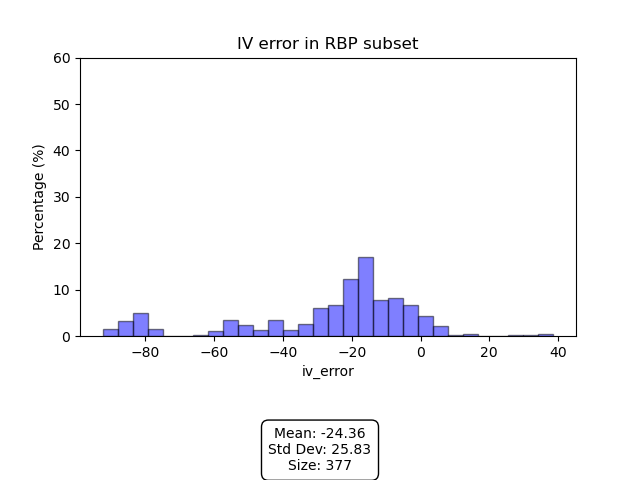 IV error in RBP subset
60
50
40
30
20
10
0
Percentage (%)
−80
−60
−40
−20
0
20
40
iv_error
Mean: -24.36
Std Dev: 25.83
Size: 377